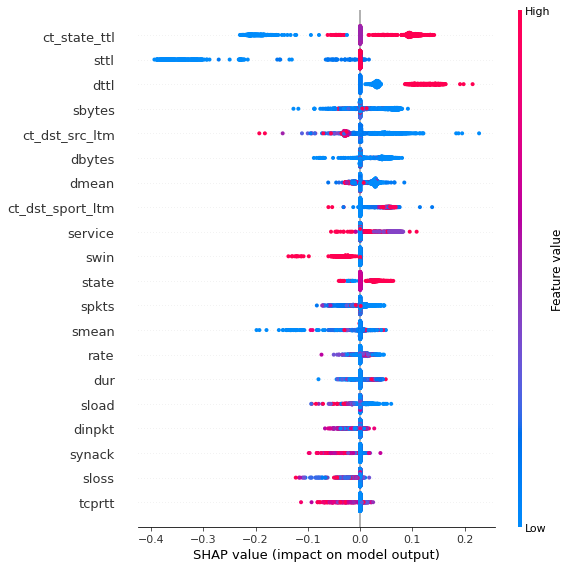 High
ct_state_ttl
sttl
dttl
sbytes
ct_dst_src_ltm
dbytes
dmean
ct_dst_sport_ltm
service
swin
state
spkts
smean
rate
dur
sload
dinpkt
synack
sloss
tcprtt
Feature value
Low
−0.4 −0.3 −0.2 −0.1 0.0 0.1 0.2
SHAP value (impact on model output)